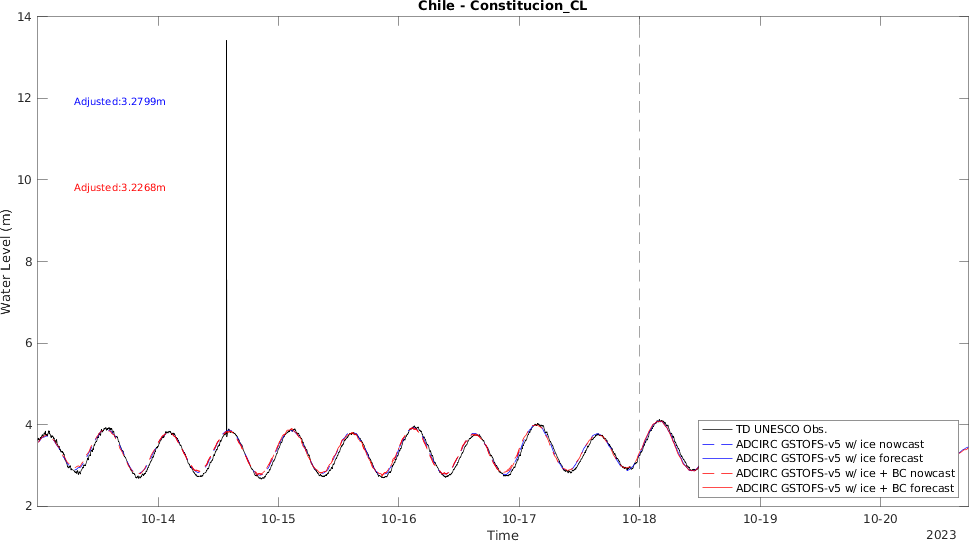 Chile - Constitucion_CL
14
12
10
8
6
4
2
Water Level (m)
Adjusted:3.2799m
Adjusted:3.2268m
TD UNESCO Obs.
ADCIRC GSTOFS-v5 w/ ice nowcast
ADCIRC GSTOFS-v5 w/ ice forecast
ADCIRC GSTOFS-v5 w/ ice + BC nowcast
ADCIRC GSTOFS-v5 w/ ice + BC forecast
10-14 10-15 10-16 10-17 10-18 10-19 10-20
Time
2023